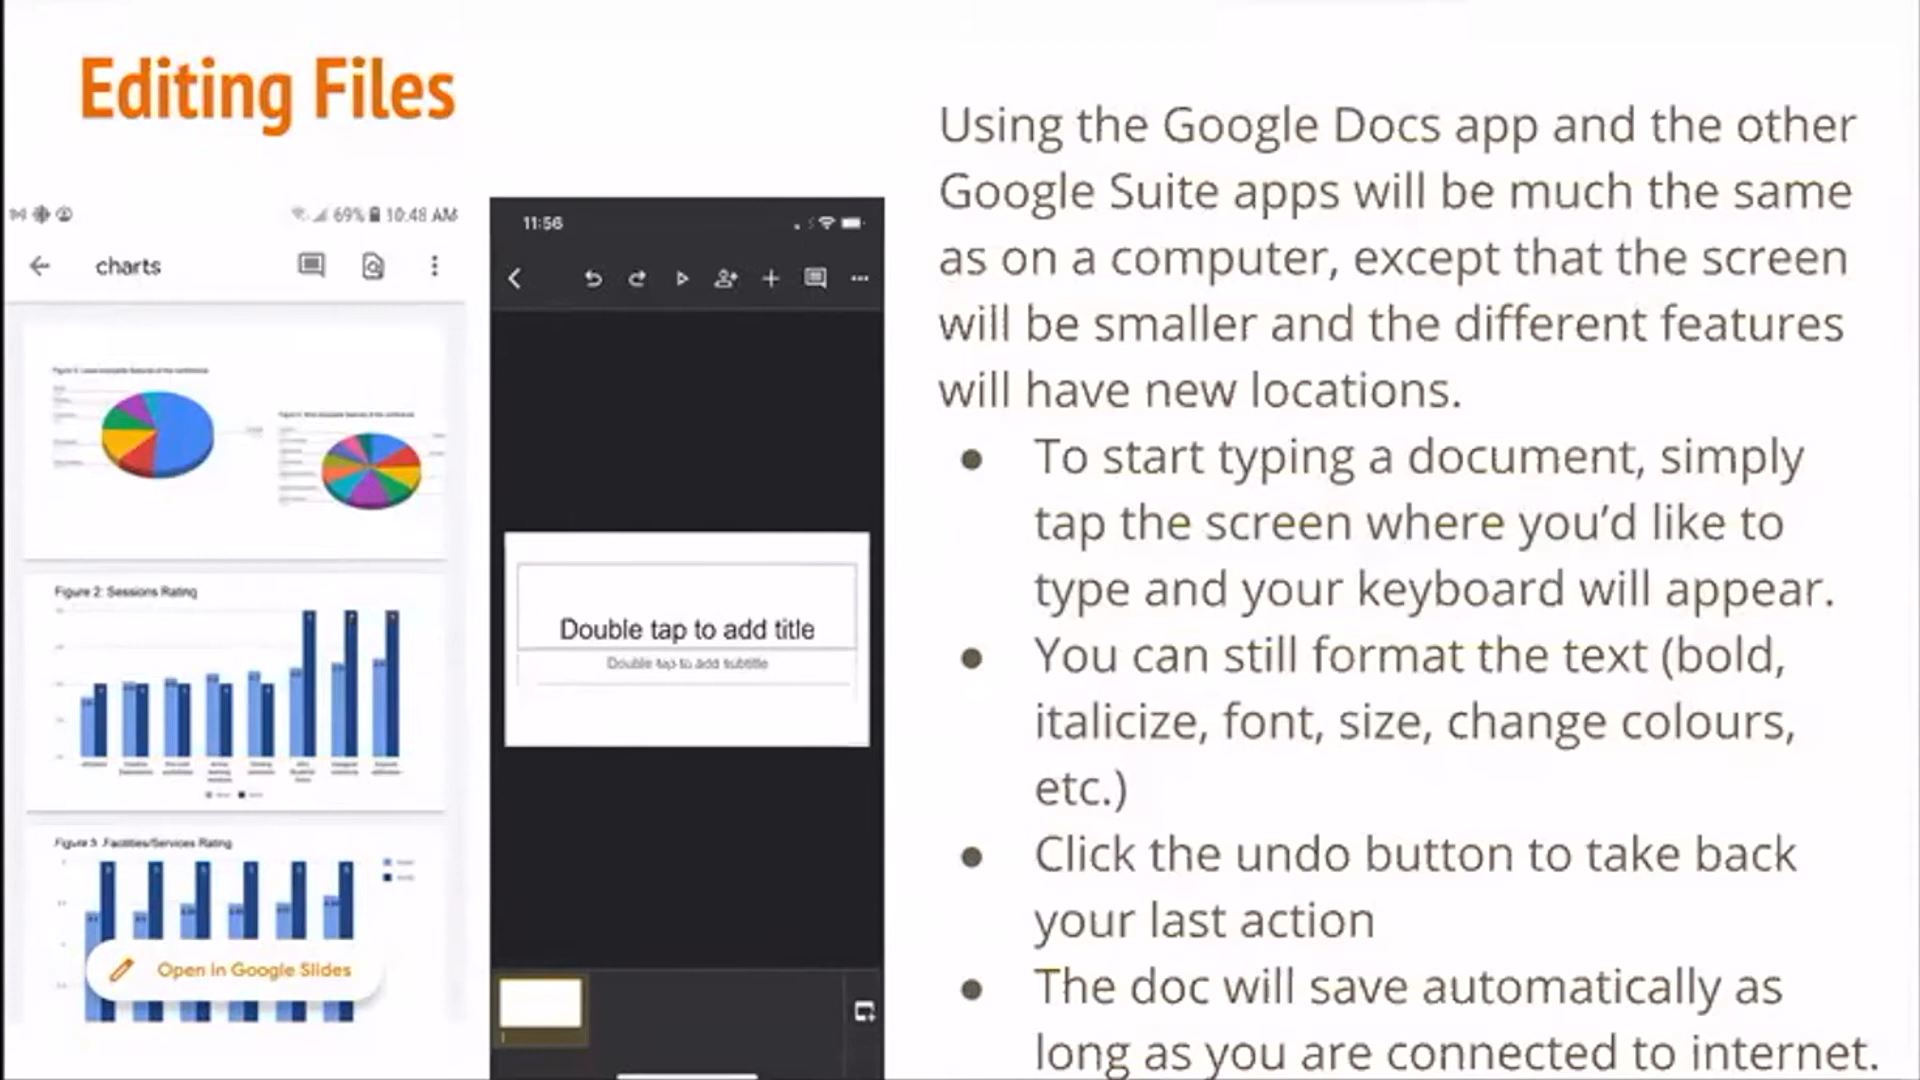 Editing Files
69% 10:48 AM
charts
Figure 2: Sessions Rating
Figure 3 Facilities/Services Rating
Open in Google Slides
11:56
Double tap to add title
Double tap to add subtitle
Using the Google Docs app and the other
Google Suite apps will be much the same
as on a computer, except that the screen
will be smaller and the different features
will have new locations.
● To start typing a document, simply
tap the screen where you’d like to
type and your keyboard will appear.
● You can still format the text (bold,
italicize, font, size, change colours,
etc.)
● Click the undo button to take back
your last action
● The doc will save automatically as
long as you are connected to internet.